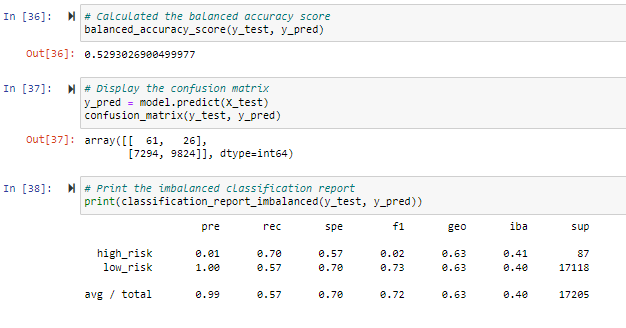 In [36]: # Calculated the balanced accuracy score
balanced_accuracy_score(y_test, y_pred)
Out[36]: 0.5293026900499977
In [37]: # Display the confusion matrix
y_pred = model.predict(X_test)
confusion_matrix(y_test, y_pred)
Out[37]: array([[  61,   26],
[7294, 9824]], dtype=int64)
In [38]: # Print the imbalanced classification report
print(classification_report_imbalanced(y_test, y_pred))
pre rec spe f1 geo iba sup
high_risk 0.01 0.70 0.57 0.02 0.63 0.41 87
low_risk 1.00 0.57 0.70 0.73 0.63 0.40 17118
avg / total 0.99 0.57 0.70 0.72 0.63 0.40 17205